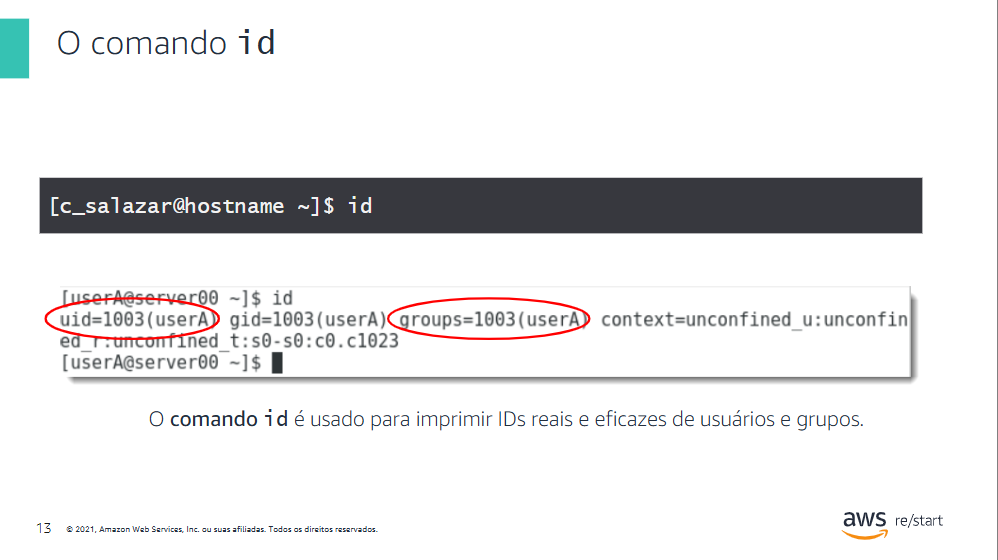 O comando id
[c_salazar@hostname ~]$ id
[userA@server00 ~]$ id
uid=1003(userA) gid=1003(userA) groups=1003(userA) context=unconfined_u:unconfin
ed_r:unconfined_t:s0-s0:c0.c1023
[userA@server00 ~]$
O comando id é usado para imprimir IDs reais e eficazes de usuários e grupos.
13 © 2021, Amazon Web Services, Inc. ou suas afiliadas. Todos os direitos reservados.
aws re/start